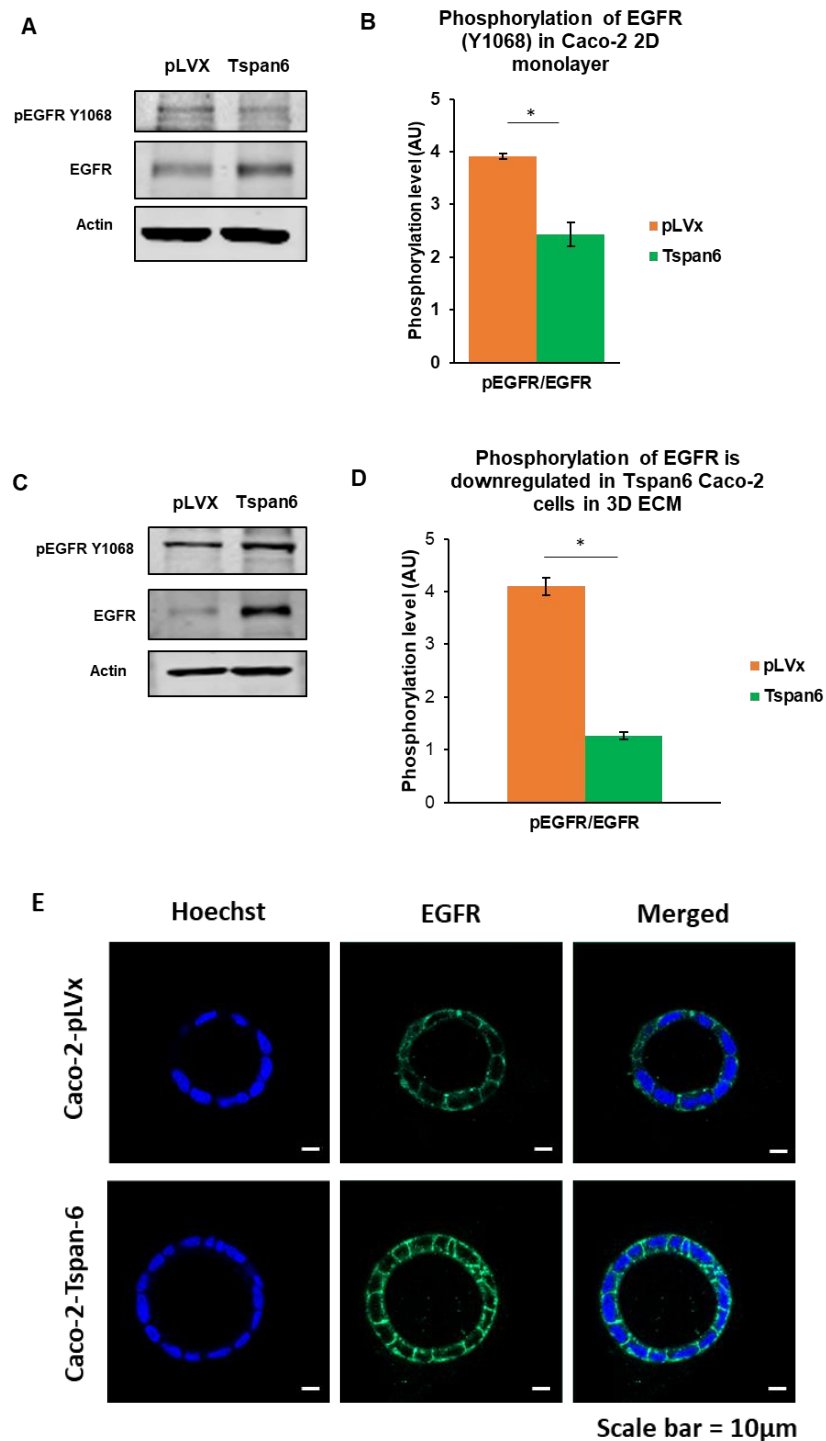 A
pLVX Tspan6
pEGFR Y1068
EGFR
Actin
B
Phosphorylation of EGFR
(Y1068) in Caco-2 2D
monolayer
Phosphorylation level (AU)
5
4
3
2
1
0
*
pEGFR/EGFR
pLVx
Tspan6
C
pLVX Tspan6
pEGFR Y1068
EGFR
Actin
D
Phosphorylation of EGFR is
downregulated in Tspan6 Caco-2
cells in 3D ECM
Phosphorylation level (AU)
5
4
3
2
1
0
*
pEGFR/EGFR
pLVx
Tspan6
E
Hoechst EGFR Merged
Caco-2-pLVx
Caco-2-Tspan-6
Scale bar = 10μm